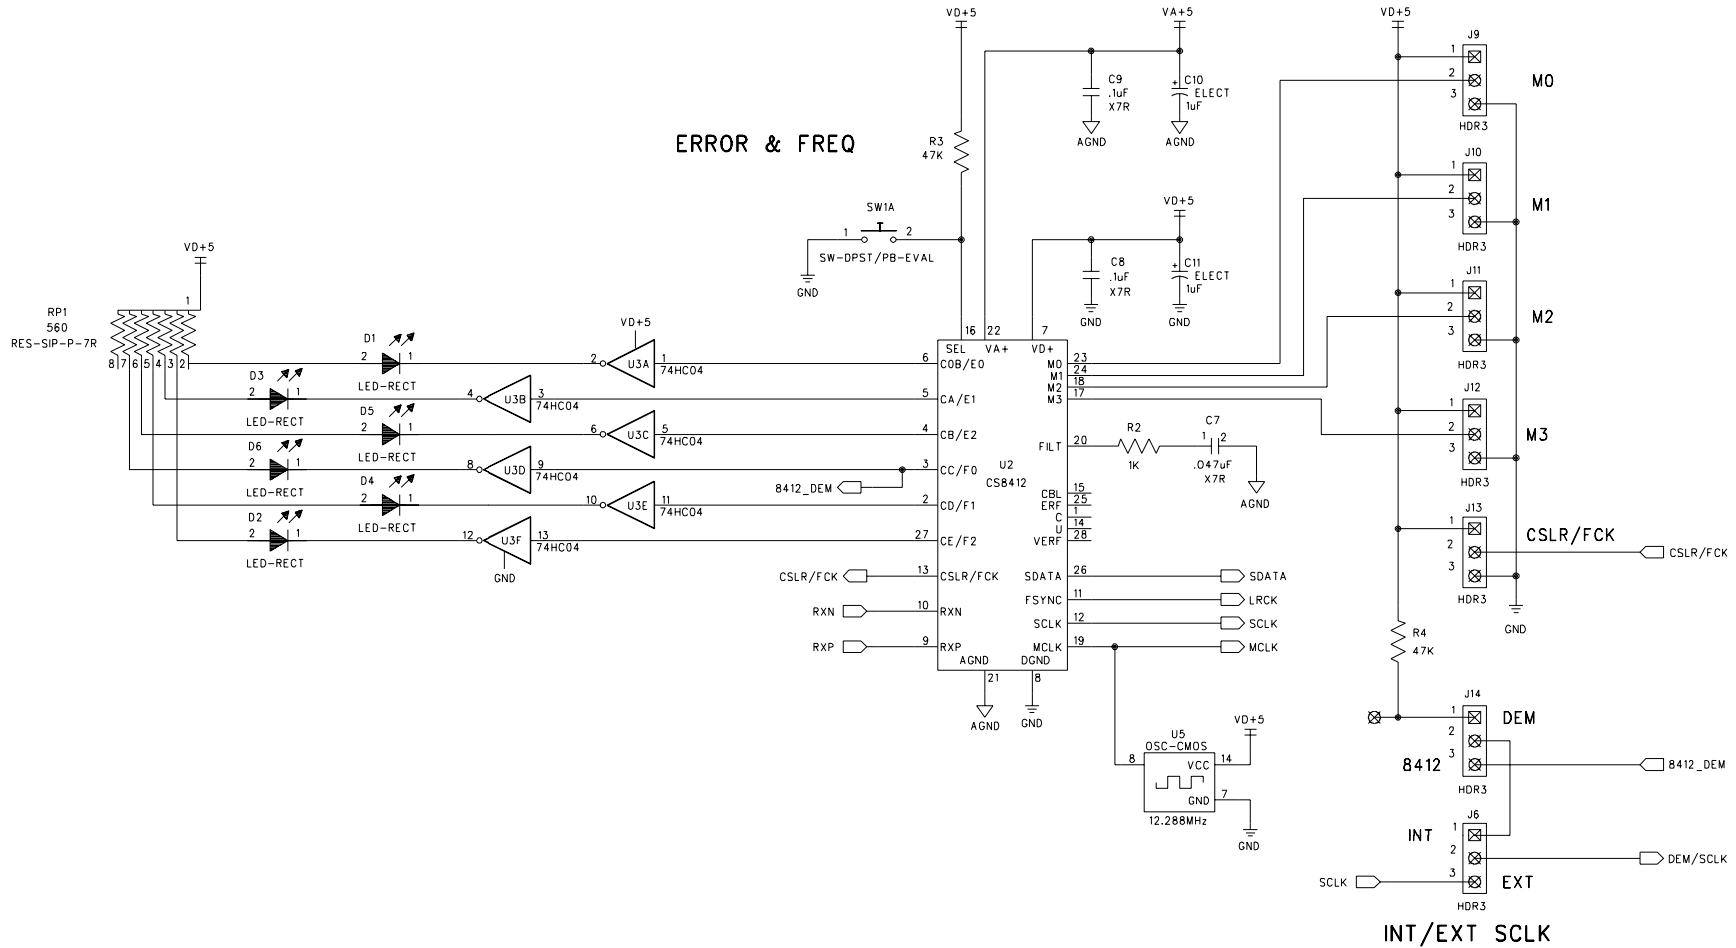 VD+5
VA+5
VD+5
J9
1
2
3
M0
HDR3
C9
.1uF
X7R
C10
+
ELECT
1uF
AGND
AGND
ERROR & FREQ
R3
47K
J10
1
2
3
M1
HDR3
SW1A
1
2
SW-DPST/PB-EVAL
GND
VD+5
C8
.1uF
X7R
C11
+
ELECT
1uF
GND
GND
J11
1
2
3
M2
HDR3
VD+5
RP1
560
RES-SIP-P-7R
1
8 7 6 5 4 3 2
D1
2
1
LED-RECT
VD+5
2
U3A
1
74HC04
D3
2
1
LED-RECT
4
U3B
3
74HC04
D5
2
1
LED-RECT
6
U3C
5
74HC04
D6
2
1
LED-RECT
8
U3D
9
74HC04
8412_DEM
D4
2
1
LED-RECT
10
U3E
11
74HC04
D2
2
1
LED-RECT
12
U3F
13
74HC04
GND
16
22
7
SEL
VA+
VD+
6
COB/E0
5
CA/E1
4
CB/E2
3
CC/F0
2
CD/F1
27
CE/F2
CSLR/FCK
13
CSLR/FCK
RXN
10
RXN
RXP
9
RXP
U2
CS8412
M0
23
M1
24
M2
18
M3
17
FILT
20
R2
1K
C7
1
2
.047uF
X7R
AGND
CBL
15
ERF
25
C
1
U
14
VERF
28
SDATA
26
SDATA
FSYNC
11
LRCK
SCLK
12
SCLK
MCLK
19
MCLK
AGND
DGND
21
8
AGND
GND
U5
OSC-CMOS
VD+5
8
VCC
14
GND
7
12.288MHz
GND
J12
1
2
3
M3
HDR3
J13
1
2
3
CSLR/FCK
CSLR/FCK
HDR3
GND
R4
47K
J14
1
2
3
DEM
8412
8412_DEM
HDR3
J6
INT
1
2
3
DEM/SCLK
SCLK
EXT
HDR3
INT/EXT SCLK